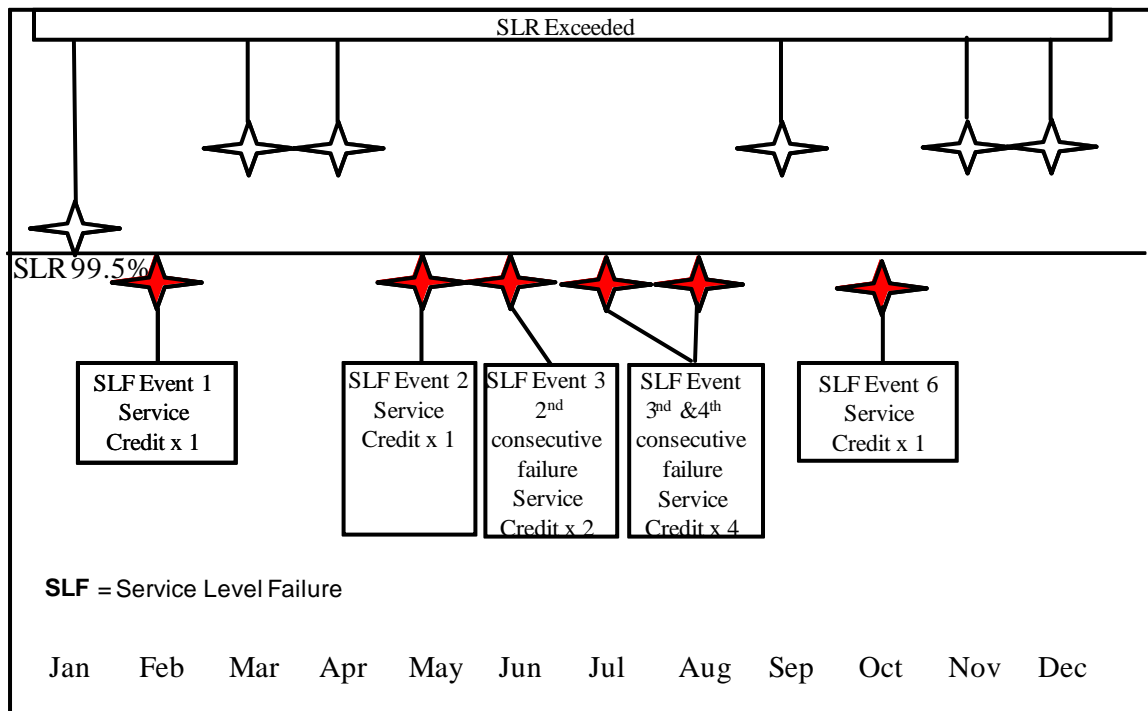 SLR Exceeded
SLR 99.5%
SLF Event 1
Service
Credit x 1
SLF Event 2
Service
Credit x 1
SLF Event 3
2nd
consecutive
failure
Service
Credit x 2
SLF Event
3nd &4th
consecutive
failure
Service
Credit x 4
SLF Event 6
Service
Credit x 1
SLF = Service Level Failure
Jan Feb Mar Apr May Jun Jul Aug Sep Oct Nov Dec